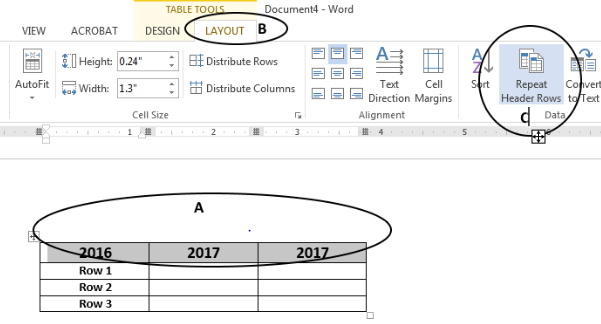 TABLE TOOLS Document4 - Word
VIEW ACROBAT DESIGN LAYOUT B
Height: 0.24" Distribute Rows
AutoFit Width: 1.3" Distribute Columns
Text Direction Cell Margins Sort Repeat Header Rows Convert to Text
Cell Size Alignment C Data
1 2 3 4 5 6
A
2016 2017 2017
Row 1
Row 2
Row 3